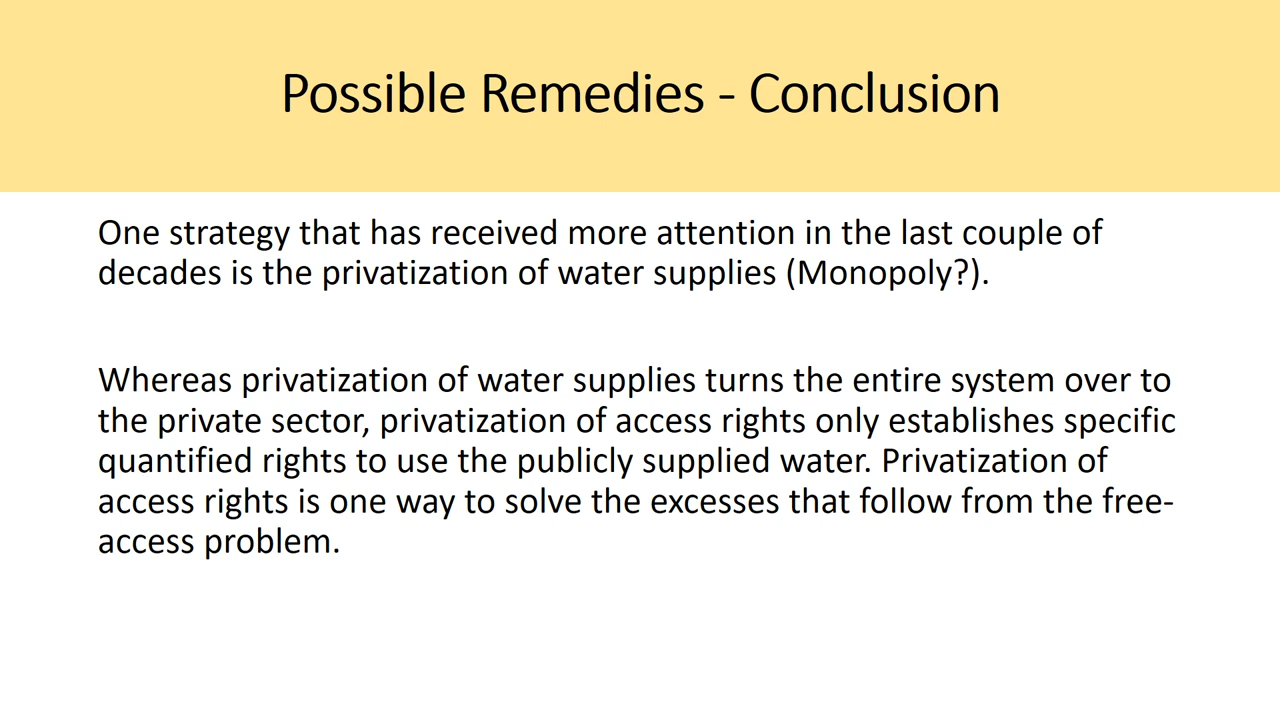 Possible Remedies - Conclusion
One strategy that has received more attention in the last couple of
decades is the privatization of water supplies (Monopoly?).
Whereas privatization of water supplies turns the entire system over to
the private sector, privatization of access rights only establishes specific
quantified rights to use the publicly supplied water. Privatization of
access rights is one way to solve the excesses that follow from the free-
access problem.